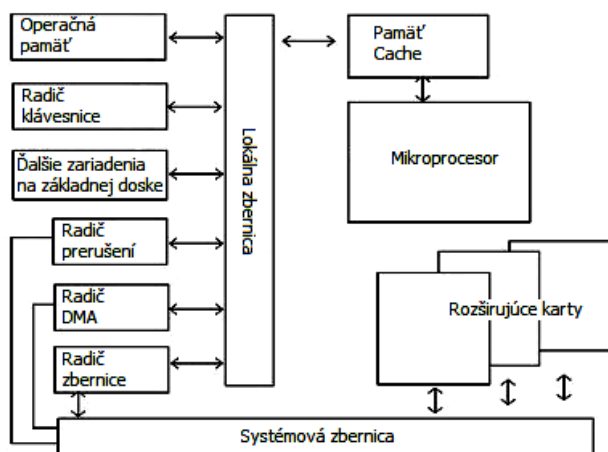 Operačná
pamäť
Radič
klávesnice
Ďalšie zariadenia
na základnej doske
Radič
prerušení
Radič
DMA
Radič
zbernice
Lokálna zbernica
Pamäť
Cache
Mikroprocesor
Rozširujúce karty
Systémová zbernica